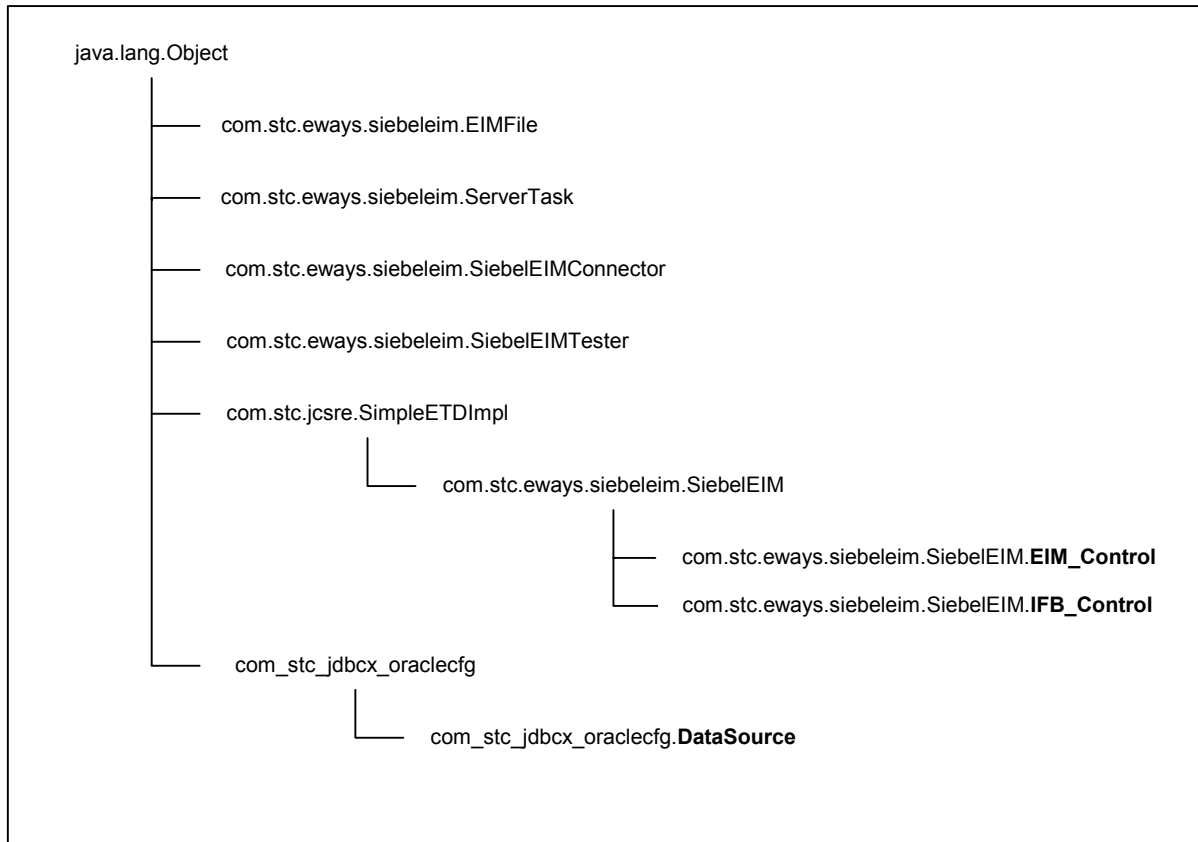 java.lang.Object
com.stc.eways.siebeleim.EIMFile
com.stc.eways.siebeleim.ServerTask
com.stc.eways.siebeleim.SiebelEIMConnector
com.stc.eways.siebeleim.SiebelEIMTester
com.stc.jcsre.SimpleETDImpl
com.stc.eways.siebeleim.SiebelEIM
com.stc.eways.siebeleim.SiebelEIM.EIM_Control
com.stc.eways.siebeleim.SiebelEIM.IFB_Control
com_stc_jdbcx_oraclecfg
com_stc_jdbcx_oraclecfg.DataSource